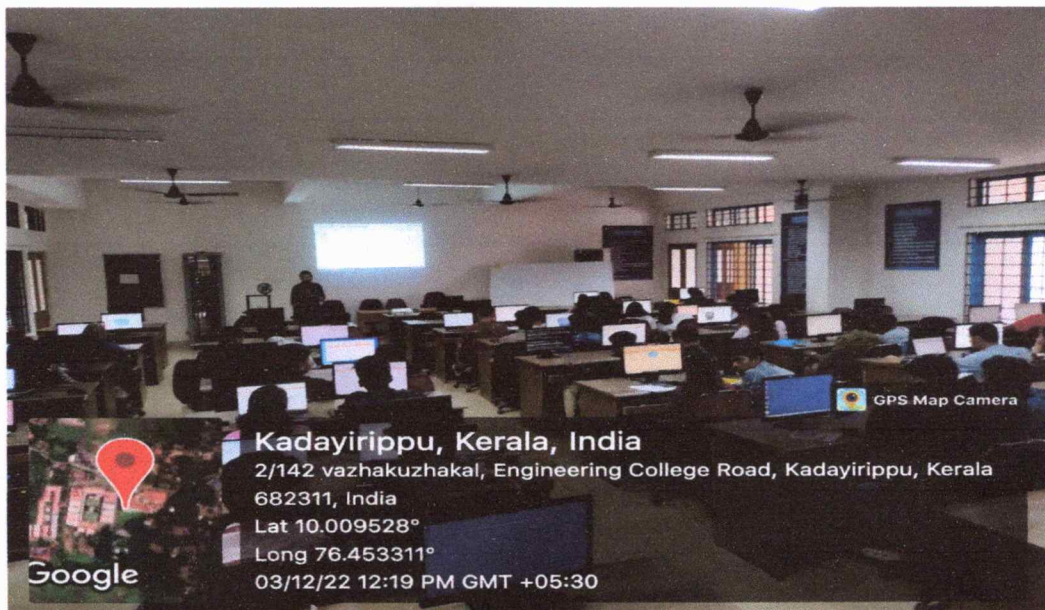 GPS Map Camera
Kadayirippu, Kerala, India
2/142 vazhakuzhakal, Engineering College Road, Kadayirippu, Kerala
682311, India
Lat 10.009528°
Long 76.453311°
03/12/22 12:19 PM GMT +05:30
Google